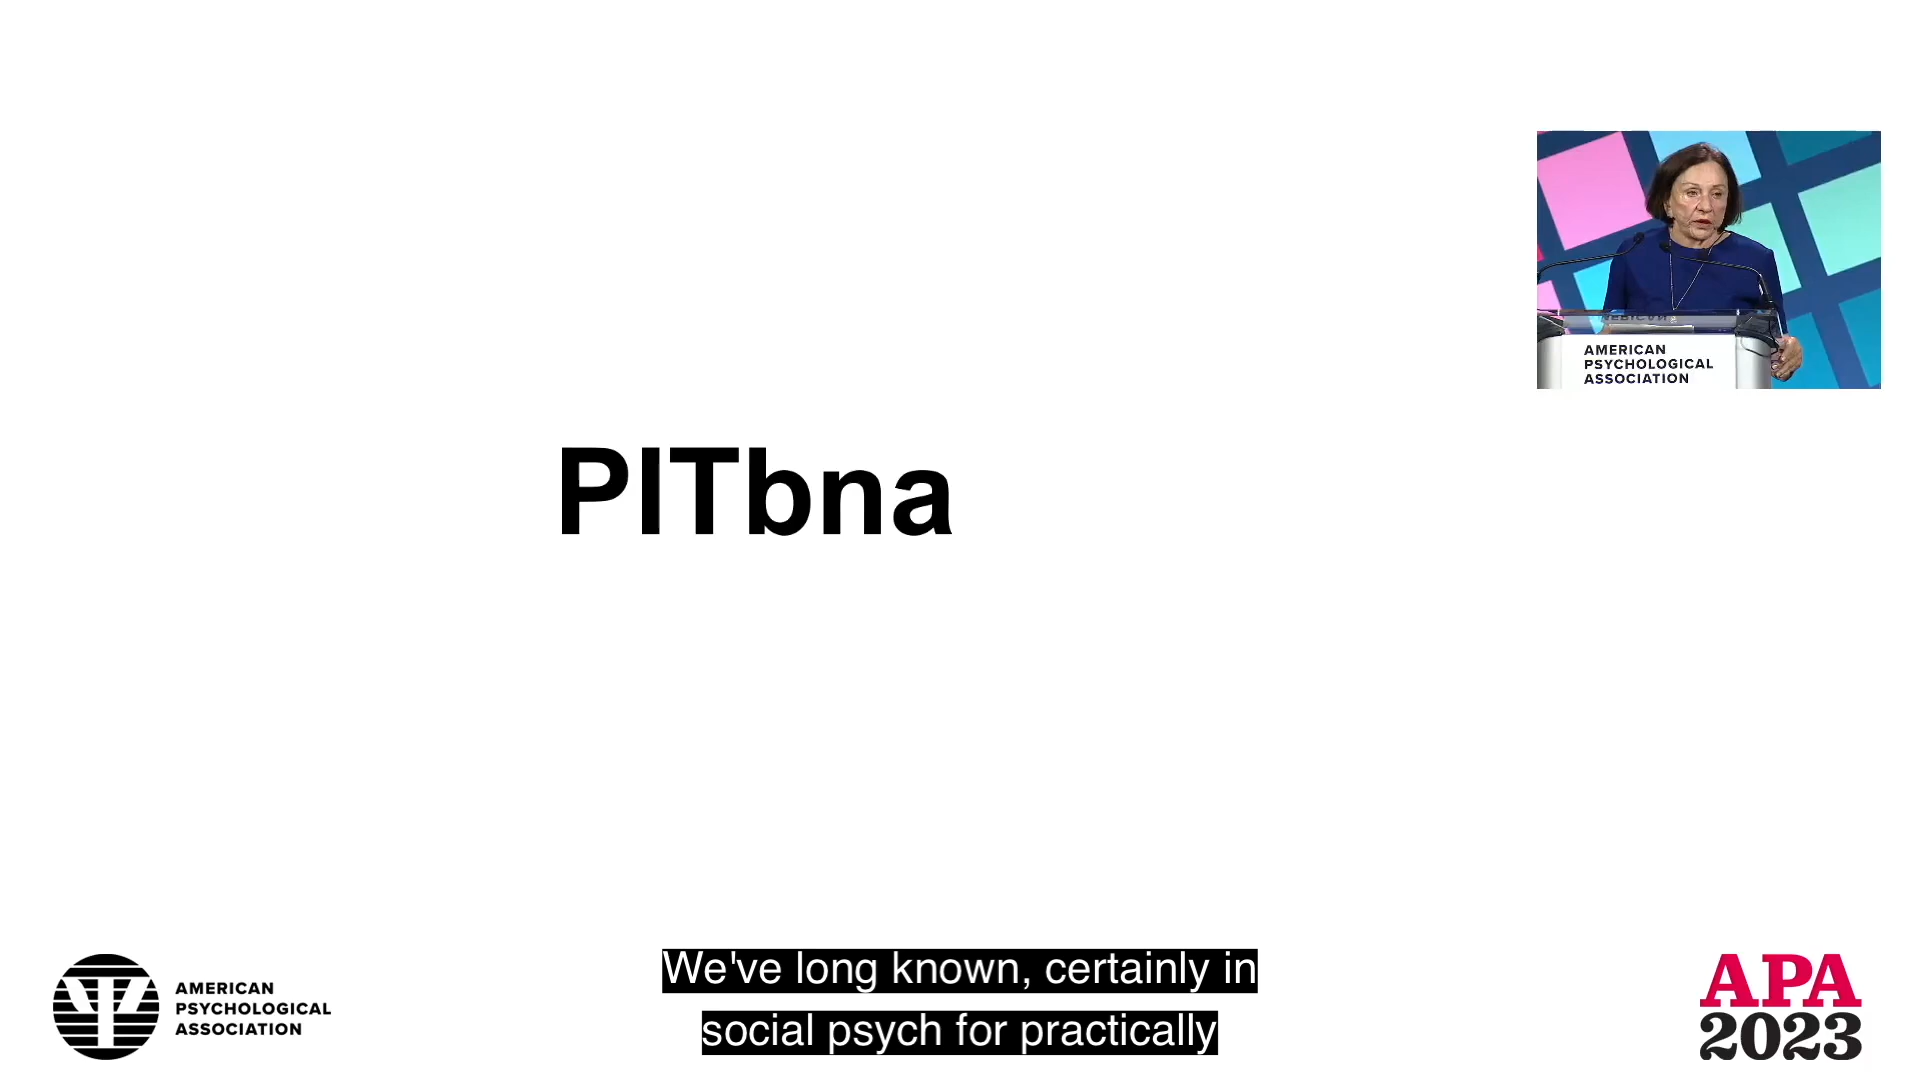 AMERICAN
PSYCHOLOGICAL
ASSOCIATION
PITbna
We've long known, certainly in
social psych for practically
AMERICAN
PSYCHOLOGICAL
ASSOCIATION
APA
2023